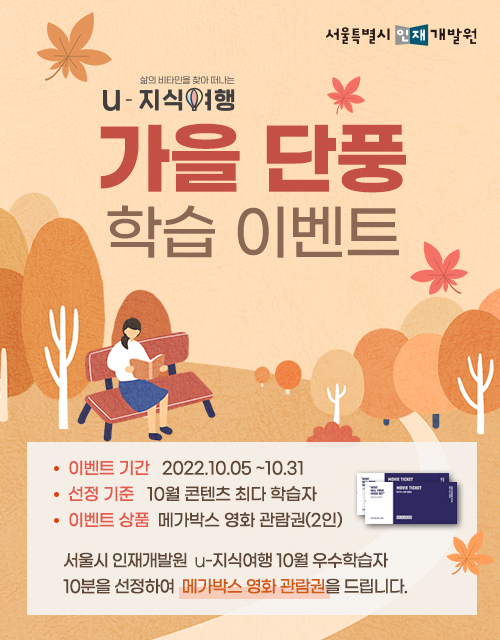 서울특별시 인재개발원
삶의 비타민을 찾아 떠나는
u-지식여행
가을 단풍
학습 이벤트
• 이벤트 기간 2022.10.05 ~10.31
• 선정 기준 10월 콘텐츠 최다 학습자
• 이벤트 상품 메가박스 영화 관람권(2인)
MOVIE TICKET
서울시 인재개발원 u-지식여행 10월 우수학습자
10분을 선정하여 메가박스 영화 관람권을 드립니다.